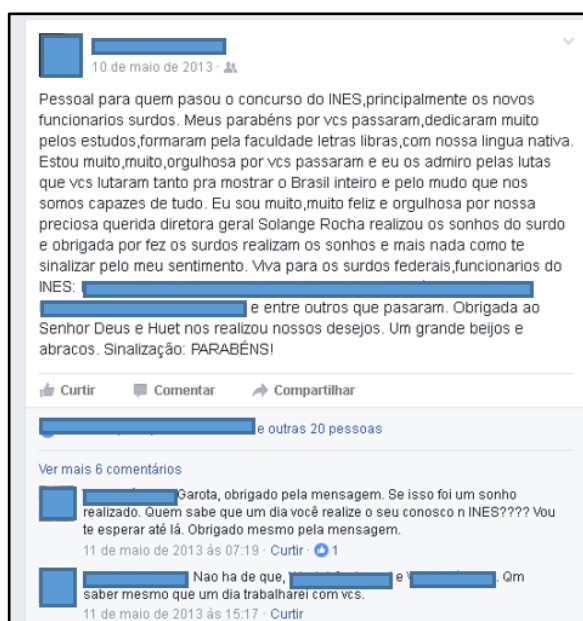 10 de maio de 2013 ·
Pessoal para quem pasou o concurso do INES,principalmente os novos
funcionarios surdos. Meus parabéns por vcs passaram,dedicaram muito
pelos estudos,formaram pela faculdade letras libras,com nossa lingua nativa.
Estou muito,muito,orgulhosa por vcs passaram e eu os admiro pelas lutas
que vcs lutaram tanto pra mostrar o Brasil inteiro e pelo mudo que nos
somos capazes de tudo. Eu sou muito,muito feliz e orgulhosa por nossa
preciosa querida diretora geral Solange Rocha realizou os sonhos do surdo
e obrigada por fez os surdos realizam os sonhos e mais nada como te
sinalizar pelo meu sentimento. Viva para os surdos federais,funcionarios do
INES:
e entre outros que pasaram. Obrigada ao
Senhor Deus e Huet nos realizou nossos desejos. Um grande beijos e
abracos. Sinalização: PARABÉNS!
Curtir Comentar Compartilhar
e outras 20 pessoas
Ver mais 6 comentários
Garota, obrigado pela mensagem. Se isso foi um sonho
realizado. Quem sabe que um dia você realize o seu conosco n INES???? Vou
te esperar até lá. Obrigado mesmo pela mensagem.
11 de maio de 2013 às 07:19 · Curtir · 1
Nao ha de que, e . Qm
saber mesmo que um dia trabalharei com vcs.
11 de maio de 2013 às 15:17 · Curtir